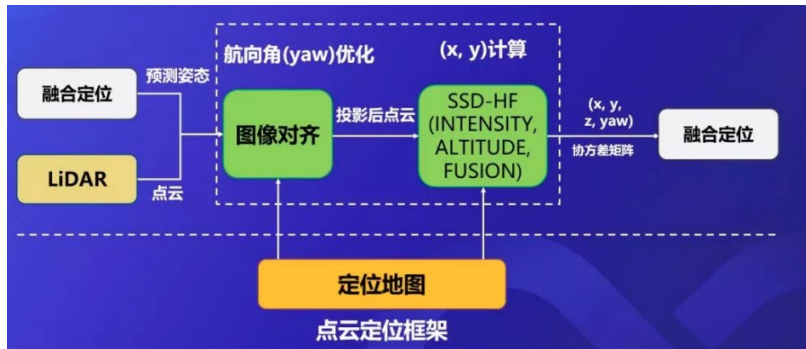 航向角(yaw)优化
(x, y)计算
预测姿态
融合定位
LiDAR
点云
图像对齐
投影后点云
SSD-HF
(INTENSITY,
ALTITUDE,
FUSION)
(x, y,
z, yaw)
协方差矩阵
融合定位
定位地图
点云定位框架